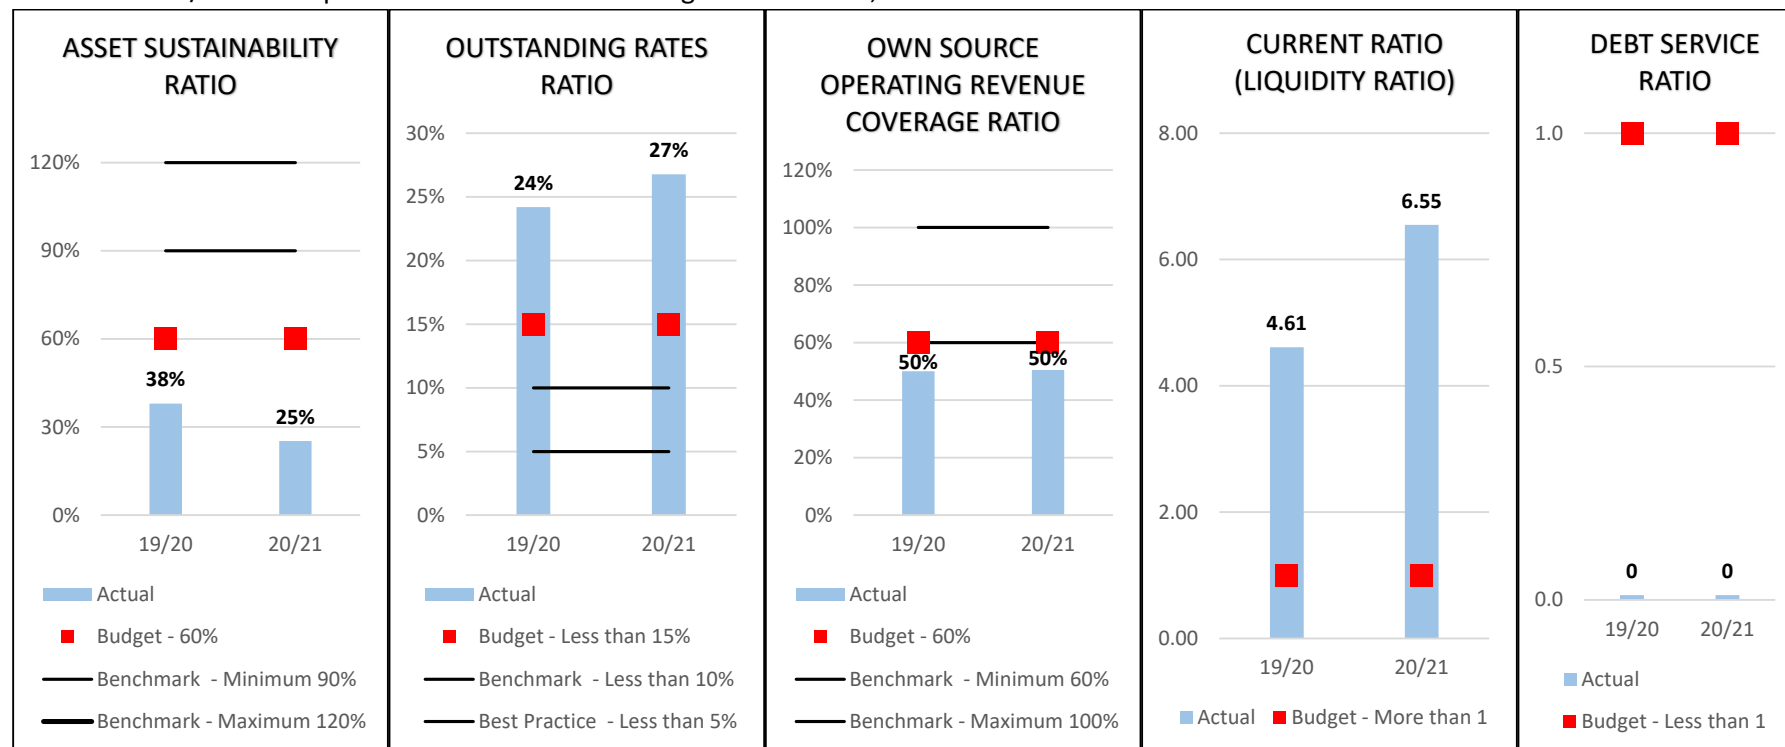 ASSET SUSTAINABILITY
RATIO
120%
90%
60%
30%
0%
38%
25%
19/20
20/21
Actual
Budget - 60%
Benchmark - Minimum 90%
Benchmark - Maximum 120%
OUTSTANDING RATES
RATIO
30%
25%
20%
15%
10%
5%
0%
24%
27%
19/20
20/21
Actual
Budget - Less than 15%
Benchmark - Less than 10%
Best Practice - Less than 5%
OWN SOURCE
OPERATING REVENUE
COVERAGE RATIO
120%
100%
80%
60%
40%
20%
0%
50%
50%
19/20
20/21
Actual
Budget - 60%
Benchmark - Minimum 60%
Benchmark - Maximum 100%
CURRENT RATIO
(LIQUIDITY RATIO)
8.00
6.00
4.00
2.00
0.00
4.61
6.55
19/20
20/21
Actual
Budget - More than 1
DEBT SERVICE
RATIO
1.0
0.5
0.0
0
0
19/20
20/21
Actual
Budget - Less than 1